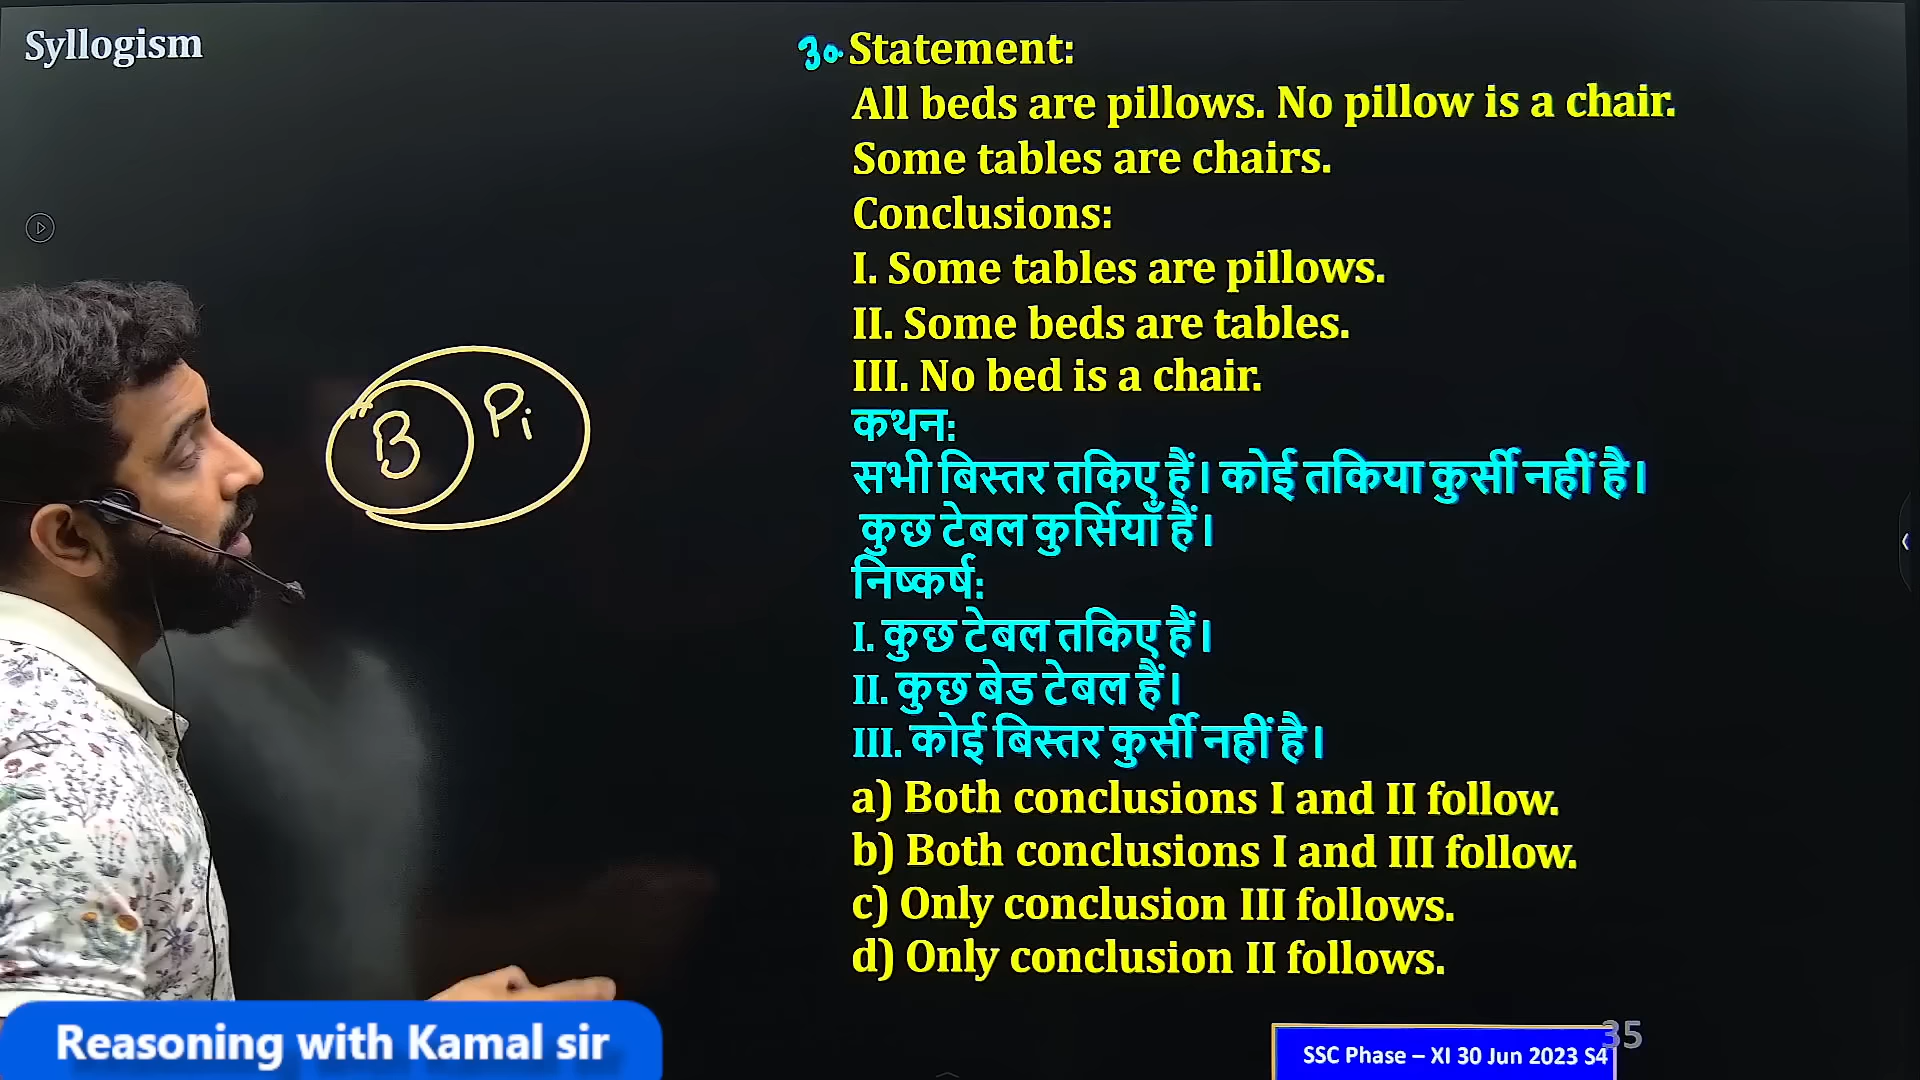 Syllogism
30. Statement:
All beds are pillows. No pillow is a chair.
Some tables are chairs.
Conclusions:
I. Some tables are pillows.
II. Some beds are tables.
III. No bed is a chair.
कथन:
सभी बिस्तर तकिए हैं। कोई तकिया कुर्सी नहीं है।
कुछ टेबल कुर्सियाँ हैं।
निष्कर्ष:
I. कुछ टेबल तकिए हैं।
II. कुछ बेड टेबल हैं।
III. कोई बिस्तर कुर्सी नहीं है।
a) Both conclusions I and II follow.
b) Both conclusions I and III follow.
c) Only conclusion III follows.
d) Only conclusion II follows.
B Pi
Reasoning with Kamal sir
35
SSC Phase – XI 30 Jun 2023 S4